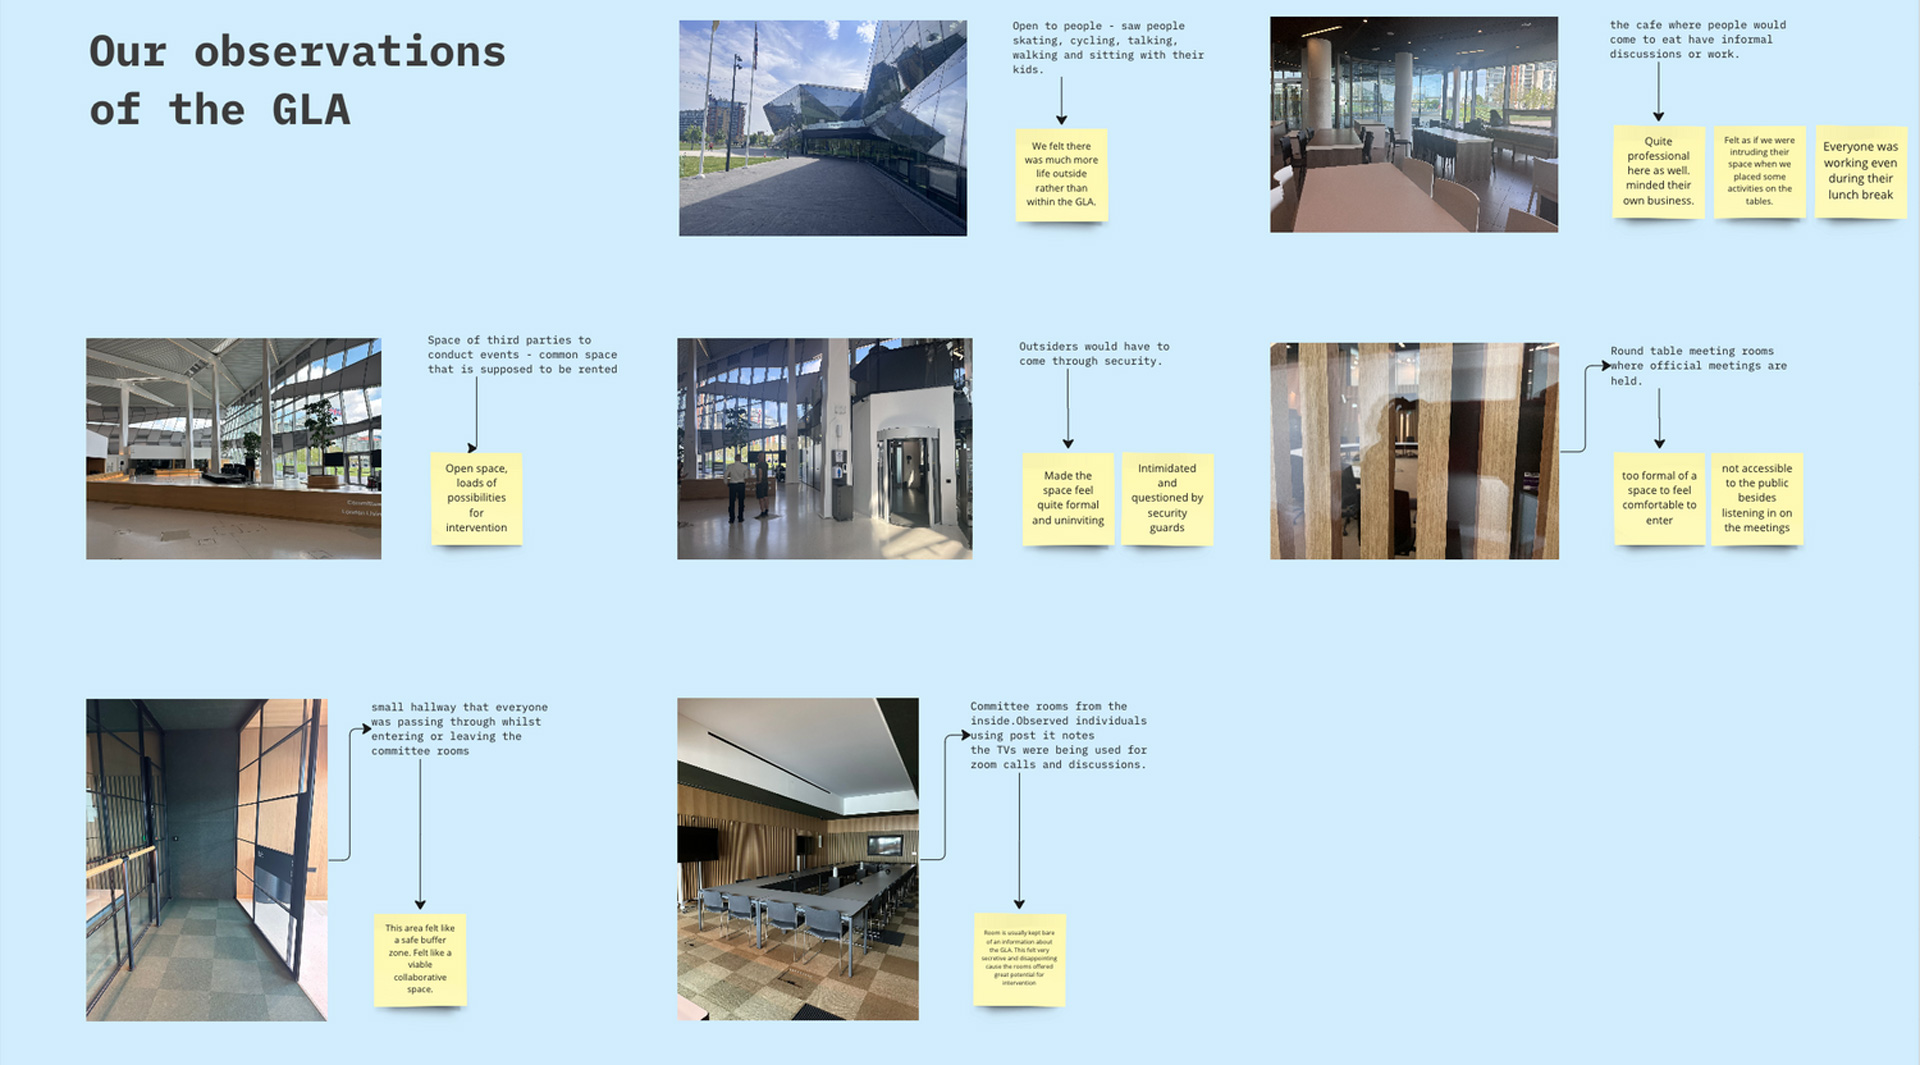 Our observations
of the GLA
Open to people - saw people
skating, cycling, talking,
walking and sitting with their
kids.
We felt there
was much more
life outside
rather than
within the GLA.
the cafe where people would
come to eat have informal
discussions or work.
Quite
professional
here as well.
minded their
own business.
Felt as if we were
intruding their
space when we
placed some
activities on the
tables.
Everyone was
working even
during their
lunch break
Space of third parties to
conduct events - common space
that is supposed to be rented
Open space,
loads of
possibilities
for
intervention
Outsiders would have to
come through security.
Made the
space feel
quite formal
and uninviting
Intimidated
and
questioned by
security
guards
Round table meeting rooms
where official meetings are
held.
too formal of a
space to feel
comfortable to
enter
not accessible
to the public
besides
listening in on
the meetings
small hallway that everyone
was passing through whilst
entering or leaving the
committee rooms
This area felt like
a safe buffer
zone. Felt like a
viable
collaborative
space.
Committee rooms from the
inside.Observed individuals
using post it notes
the TVs were being used for
zoom calls and discussions.
Room is usually kept bare
of an information about
the GLA. This felt very
secretive and disappointing
cause the rooms offered
great potential for
intervention